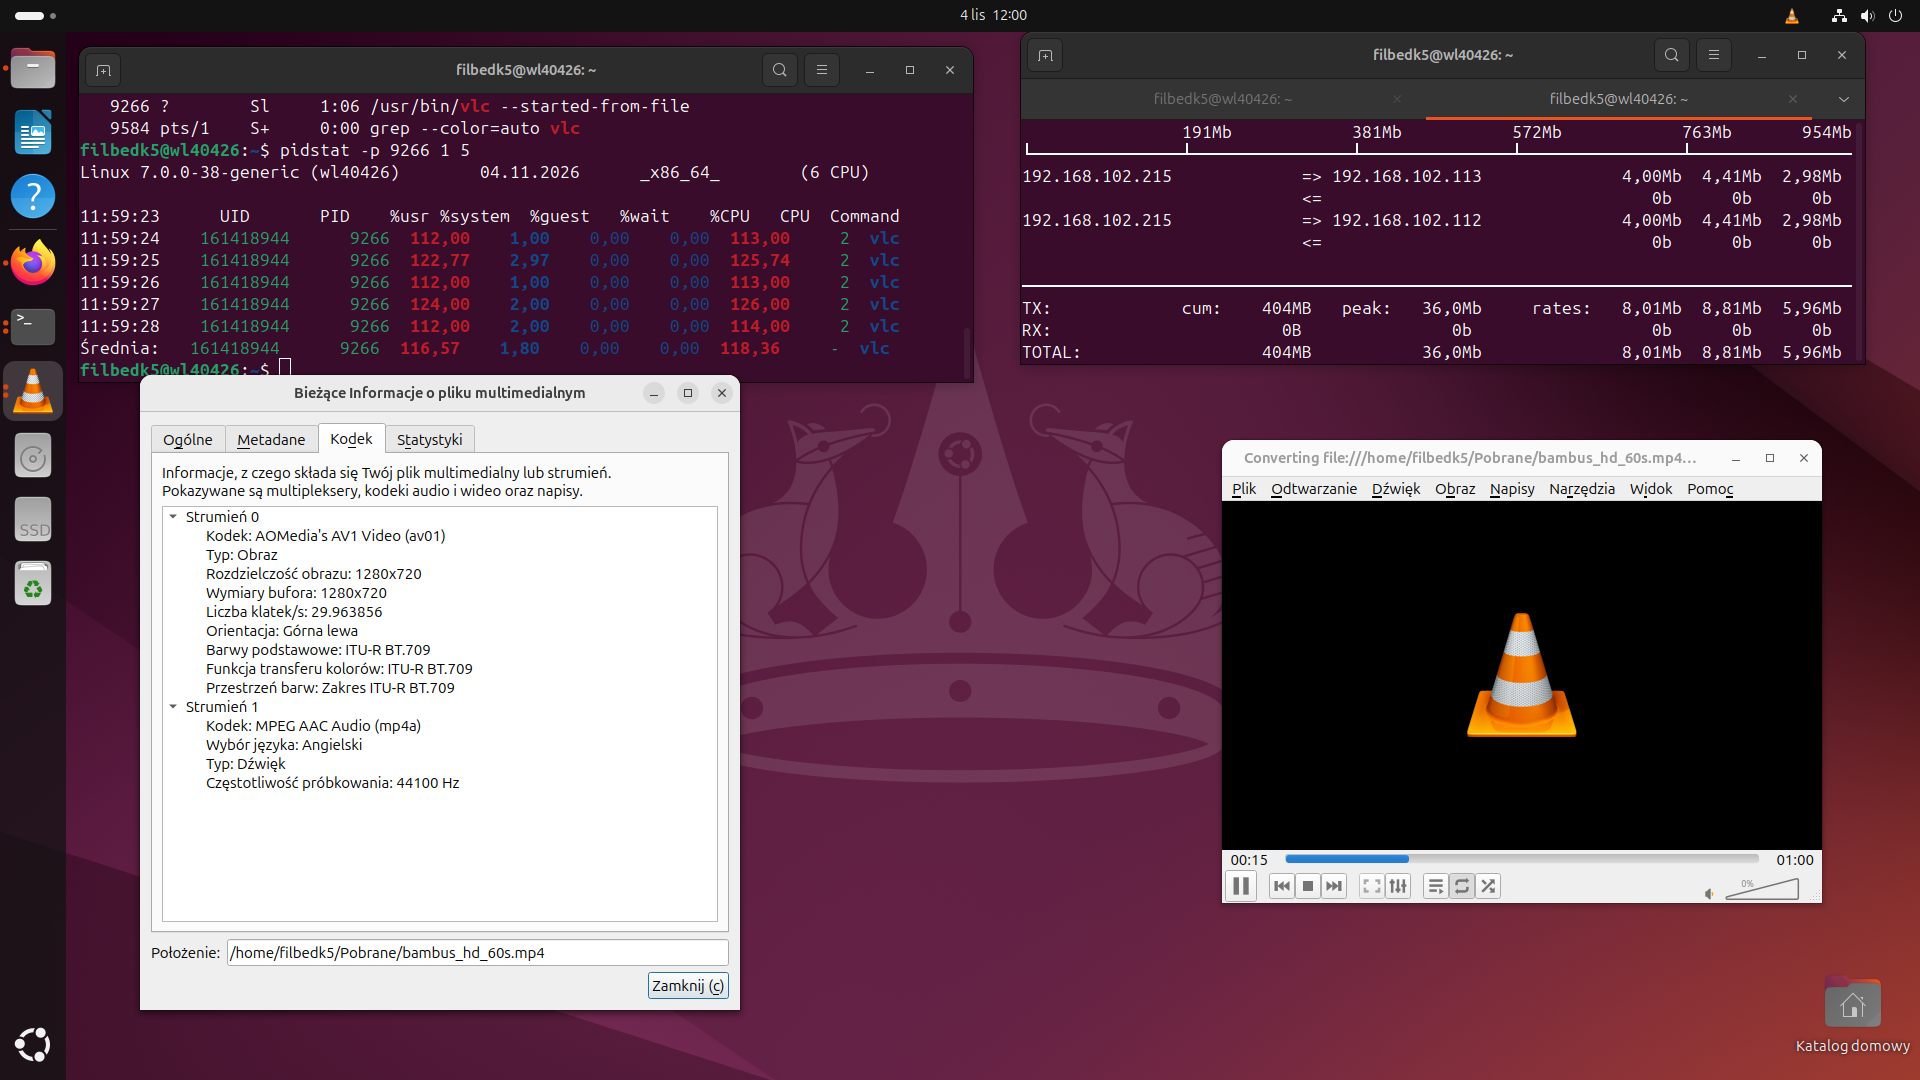 4 lis 12:00
filbedk5@wl40426: ~
9266 ? Sl 1:06 /usr/bin/vlc --started-from-file
9584 pts/1 S+ 0:00 grep --color=auto vlc
filbedk5@wl40426:~$ pidstat -p 9266 1 5
Linux 7.0.0-38-generic (wl40426) 04.11.2026 _x86_64_ (6 CPU)
11:59:23 UID PID %usr %system %guest %wait %CPU CPU Command
11:59:24 161418944 9266 112,00 1,00 0,00 0,00 113,00 2 vlc
11:59:25 161418944 9266 122,77 2,97 0,00 0,00 125,74 2 vlc
11:59:26 161418944 9266 112,00 1,00 0,00 0,00 113,00 2 vlc
11:59:27 161418944 9266 124,00 2,00 0,00 0,00 126,00 2 vlc
11:59:28 161418944 9266 112,00 2,00 0,00 0,00 114,00 2 vlc
Średnia: 161418944 9266 116,57 1,80 0,00 0,00 118,36 - vlc
filbedk5@wl40426:~$
filbedk5@wl40426: ~
filbedk5@wl40426: ~
filbedk5@wl40426: ~
191Mb 381Mb 572Mb 763Mb 954Mb
192.168.102.215 => 192.168.102.113 4,00Mb 4,41Mb 2,98Mb
<= 0b 0b 0b
192.168.102.215 => 192.168.102.112 4,00Mb 4,41Mb 2,98Mb
<= 0b 0b 0b
TX: cum: 404MB peak: 36,0Mb rates: 8,01Mb 8,81Mb 5,96Mb
RX: 0B 0b 0b 0b 0b
TOTAL: 404MB 36,0Mb 8,01Mb 8,81Mb 5,96Mb
Bieżące Informacje o pliku multimedialnym
Ogólne Metadane Kodek Statystyki
Informacje, z czego składa się Twój plik multimedialny lub strumień.
Pokazywane są multipleksery, kodeki audio i wideo oraz napisy.
Strumień 0
Kodek: AOMedia's AV1 Video (av01)
Typ: Obraz
Rozdzielczość obrazu: 1280x720
Wymiary bufora: 1280x720
Liczba klatek/s: 29.963856
Orientacja: Górna lewa
Barwy podstawowe: ITU-R BT.709
Funkcja transferu kolorów: ITU-R BT.709
Przestrzeń barw: Zakres ITU-R BT.709
Strumień 1
Kodek: MPEG AAC Audio (mp4a)
Wybór języka: Angielski
Typ: Dźwięk
Częstotliwość próbkowania: 44100 Hz
Położenie: /home/filbedk5/Pobrane/bambus_hd_60s.mp4
Zamknij (c)
Converting file:///home/filbedk5/Pobrane/bambus_hd_60s.mp4…
Plik Odtwarzanie Dźwięk Obraz Napisy Narzędzia Widok Pomoc
00:15 01:00
0%
SSD
Katalog domowy